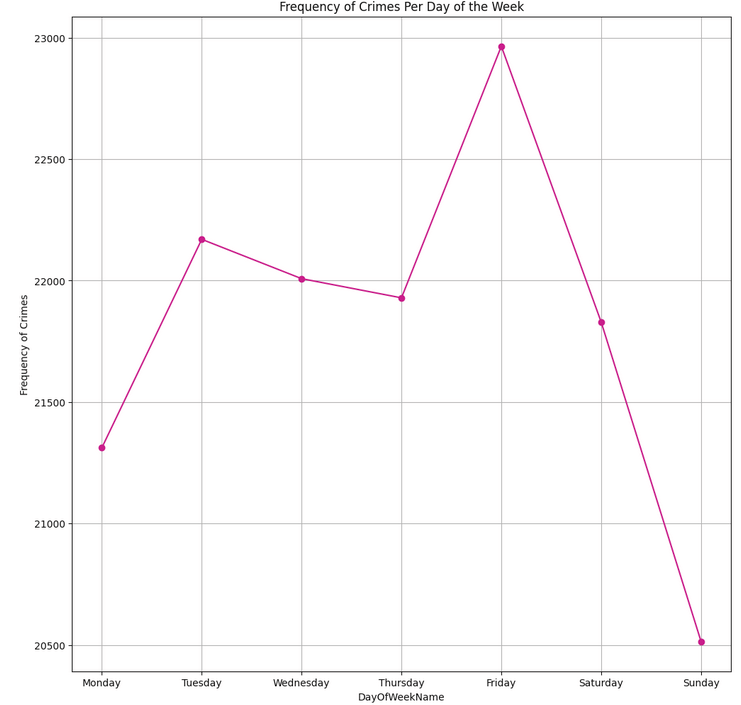 Frequency of Crimes Per Day of the Week
23000
22500
22000
21500
21000
20500
Frequency of Crimes
Monday Tuesday Wednesday Thursday Friday Saturday Sunday
DayOfWeekName